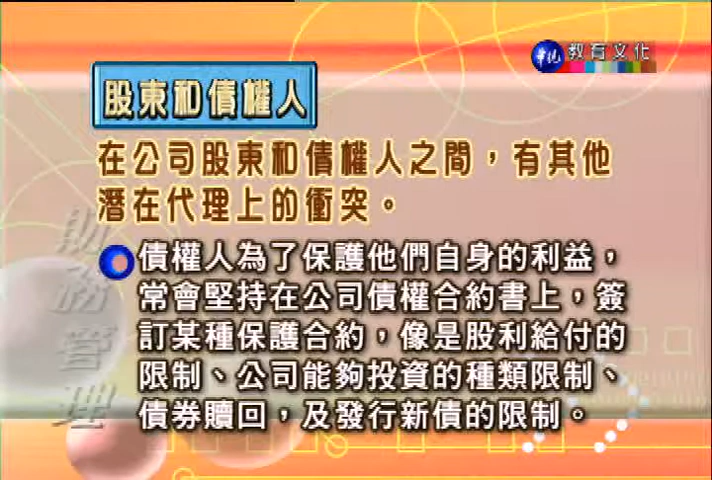 華視 教育文化
股東和債權人
在公司股東和債權人之間，有其他
潛在代理上的衝突。
債權人為了保護他們自身的利益，
常會堅持在公司債權合約書上，簽
訂某種保護合約，像是股利給付的
限制、公司能夠投資的種類限制、
債券贖回，及發行新債的限制。
財務管理